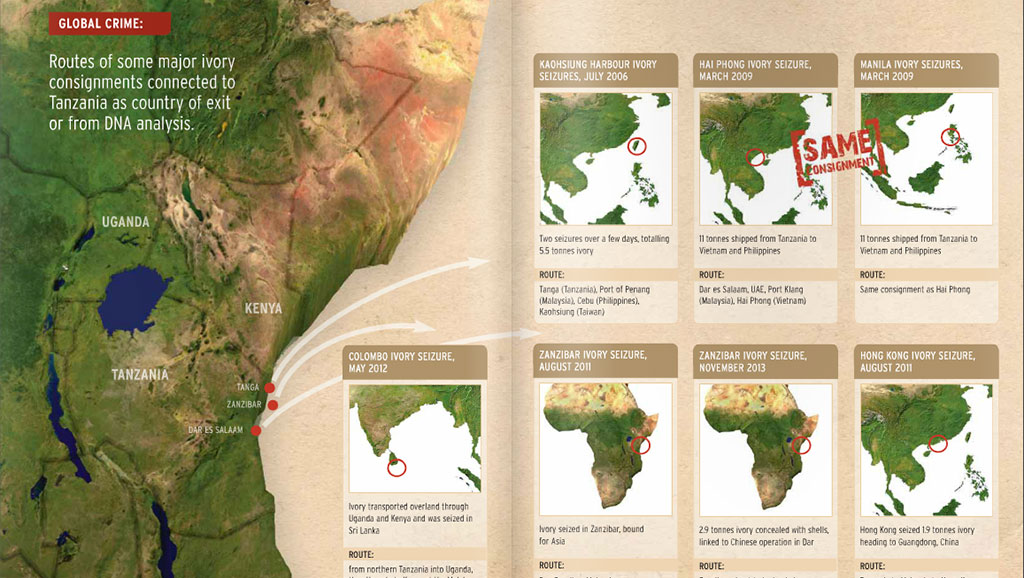 GLOBAL CRIME:
Routes of some major ivory
consignments connected to
Tanzania as country of exit
or from DNA analysis.
UGANDA
KENYA
TANZANIA
TANGA
ZANZIBAR
DAR ES SALAAM
KAOHSIUNG HARBOUR IVORY
SEIZURES, JULY 2006
Two seizures over a few days, totalling
5.5 tonnes ivory
ROUTE:
Tanga (Tanzania), Port of Penang
(Malaysia), Cebu (Philippines),
Kaohsiung (Taiwan)
HAI PHONG IVORY SEIZURE,
MARCH 2009
11 tonnes shipped from Tanzania to
Vietnam and Philippines
ROUTE:
Dar es Salaam, UAE, Port Klang
(Malaysia), Hai Phong (Vietnam)
SAME
CONSIGNMENT
MANILA IVORY SEIZURES,
MARCH 2009
11 tonnes shipped from Tanzania to
Vietnam and Philippines
ROUTE:
Same consignment as Hai Phong
COLOMBO IVORY SEIZURE,
MAY 2012
Ivory transported overland through
Uganda and Kenya and was seized in
Sri Lanka
ROUTE:
from northern Tanzania into Uganda,
ZANZIBAR IVORY SEIZURE,
AUGUST 2011
Ivory seized in Zanzibar, bound
for Asia
ROUTE:
ZANZIBAR IVORY SEIZURE,
NOVEMBER 2013
2.9 tonnes ivory concealed with shells,
linked to Chinese operation in Dar
ROUTE:
HONG KONG IVORY SEIZURE,
AUGUST 2011
Hong Kong seized 1.9 tonnes ivory
heading to Guangdong, China
ROUTE: